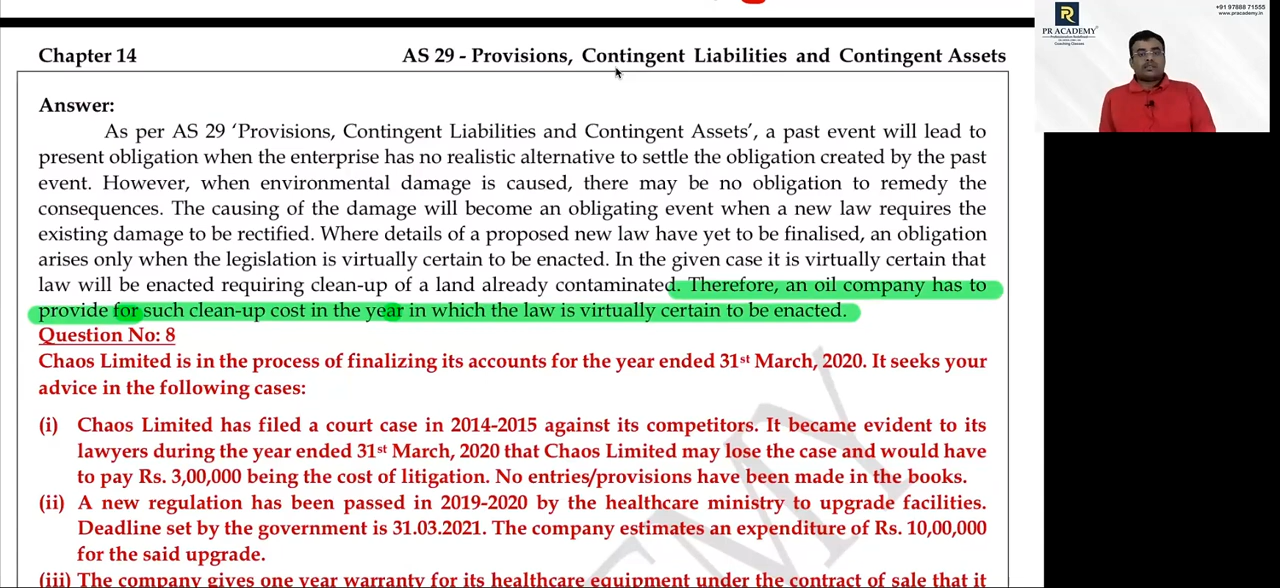 +91 97888 71555
www.pracademy.in
PR ACADEMY
Coaching Classes
Chapter 14 AS 29 - Provisions, Contingent Liabilities and Contingent Assets
Answer:
As per AS 29 ‘Provisions, Contingent Liabilities and Contingent Assets’, a past event will lead to
present obligation when the enterprise has no realistic alternative to settle the obligation created by the past
event. However, when environmental damage is caused, there may be no obligation to remedy the
consequences. The causing of the damage will become an obligating event when a new law requires the
existing damage to be rectified. Where details of a proposed new law have yet to be finalised, an obligation
arises only when the legislation is virtually certain to be enacted. In the given case it is virtually certain that
law will be enacted requiring clean-up of a land already contaminated. Therefore, an oil company has to
provide for such clean-up cost in the year in which the law is virtually certain to be enacted.
Question No: 8
Chaos Limited is in the process of finalizing its accounts for the year ended 31st March, 2020. It seeks your
advice in the following cases:
(i) Chaos Limited has filed a court case in 2014-2015 against its competitors. It became evident to its
lawyers during the year ended 31st March, 2020 that Chaos Limited may lose the case and would have
to pay Rs. 3,00,000 being the cost of litigation. No entries/provisions have been made in the books.
(ii) A new regulation has been passed in 2019-2020 by the healthcare ministry to upgrade facilities.
Deadline set by the government is 31.03.2021. The company estimates an expenditure of Rs. 10,00,000
for the said upgrade.
(iii) The company gives one year warranty for its healthcare equipment under the contract of sale that it